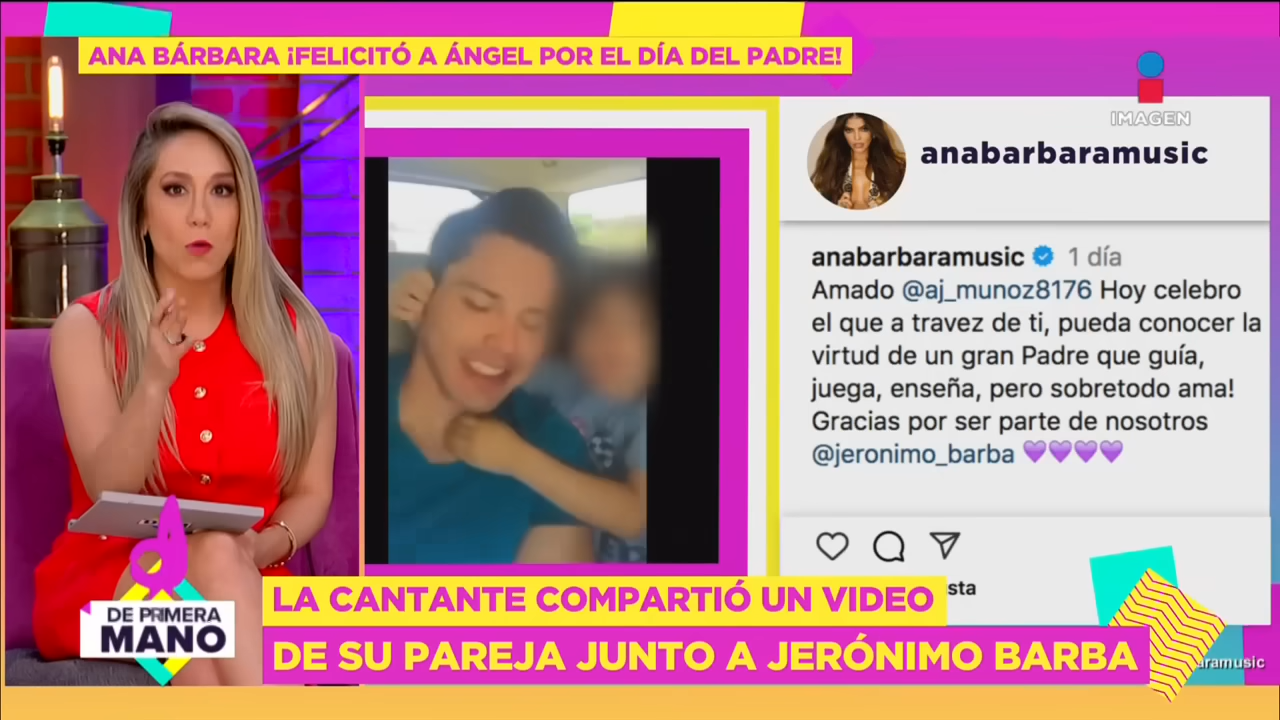 ANA BÁRBARA ¡FELICITÓ A ÁNGEL POR EL DÍA DEL PADRE!
IMAGEN
anabarbaramusic
anabarbaramusic 1 día
Amado @aj_munoz8176 Hoy celebro
el que a travez de ti, pueda conocer la
virtud de un gran Padre que guía,
juega, enseña, pero sobretodo ama!
Gracias por ser parte de nosotros
@jeronimo_barba 💜💜💜💜
LA CANTANTE COMPARTIÓ UN VIDEO
DE SU PAREJA JUNTO A JERÓNIMO BARBA
DE PRIMERA
MANO